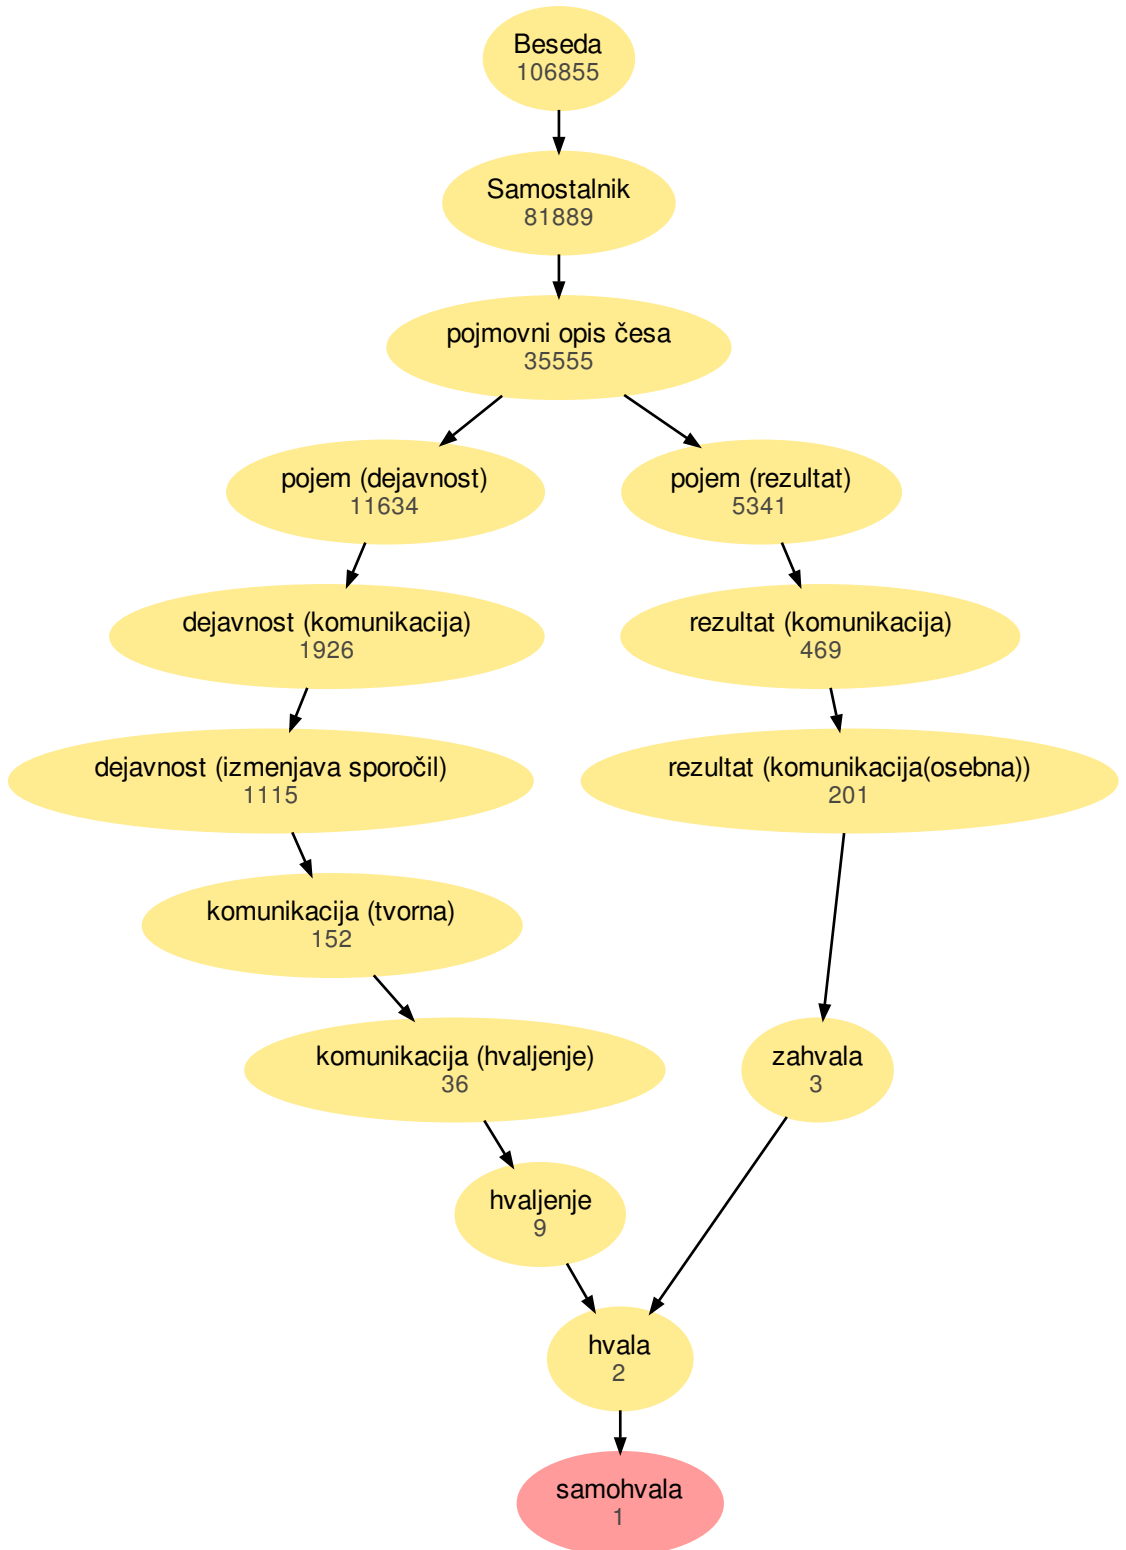 Beseda
106855
Samostalnik
81889
pojmovni opis česa
35555
pojem (dejavnost)
11634
pojem (rezultat)
5341
dejavnost (komunikacija)
1926
rezultat (komunikacija)
469
dejavnost (izmenjava sporočil)
1115
rezultat (komunikacija(osebna))
201
komunikacija (tvorna)
152
komunikacija (hvaljenje)
36
zahvala
3
hvaljenje
9
hvala
2
samohvala
1